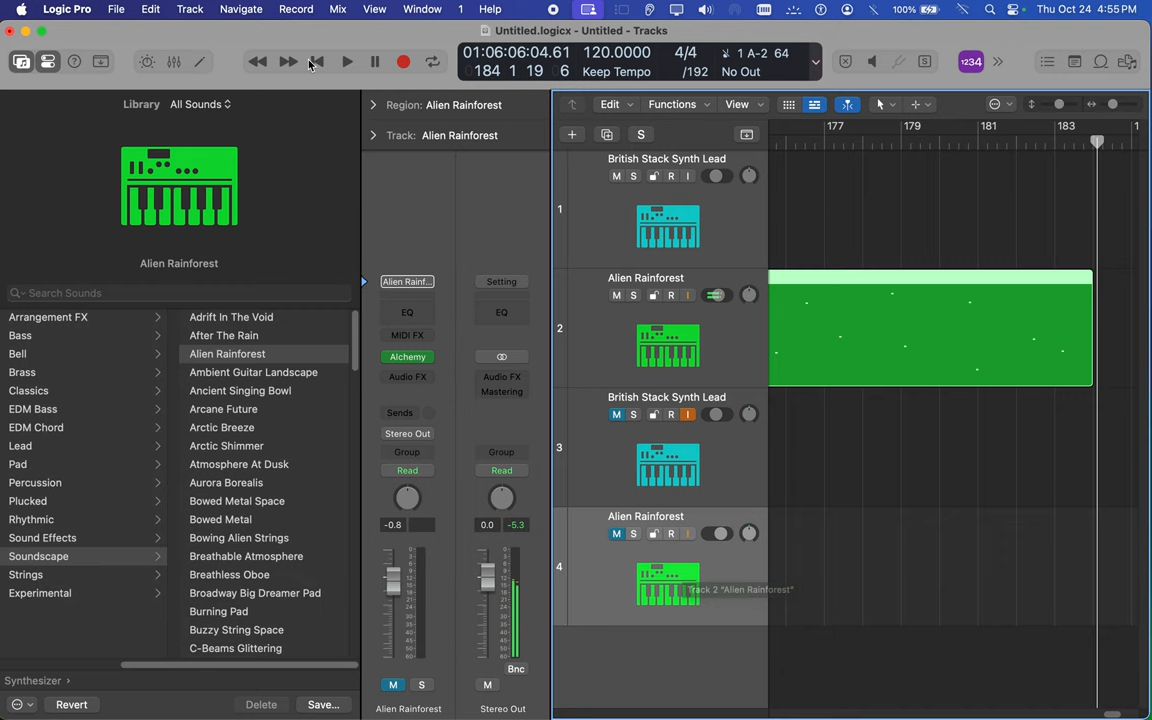 Logic Pro File Edit Track Navigate Record Mix View Window 1 Help 100% Thu Oct 24 4:55 PM
Untitled.logicx - Untitled - Tracks
01:06:06:04.61 120.0000 4/4 1 A-2 64
184 1 19 6 Keep Tempo /192 No Out
1234
Library All Sounds
Alien Rainforest
Search Sounds
Arrangement FX
Bass
Bell
Brass
Classics
EDM Bass
EDM Chord
Lead
Pad
Percussion
Plucked
Rhythmic
Sound Effects
Soundscape
Strings
Experimental
Adrift In The Void
After The Rain
Alien Rainforest
Ambient Guitar Landscape
Ancient Singing Bowl
Arcane Future
Arctic Breeze
Arctic Shimmer
Atmosphere At Dusk
Aurora Borealis
Bowed Metal Space
Bowed Metal
Bowing Alien Strings
Breathable Atmosphere
Breathless Oboe
Broadway Big Dreamer Pad
Burning Pad
Buzzy String Space
C-Beams Glittering
Synthesizer ›
Revert Delete Save...
Region: Alien Rainforest
Track: Alien Rainforest
Alien Rainf... Setting
EQ EQ
MIDI FX
Alchemy
Audio FX Audio FX
Mastering
Sends
Stereo Out
Group Group
Read Read
-0.8 0.0 -5.3
Bnc
M S M
Alien Rainforest Stereo Out
Edit Functions View
S
177 179 181 183 1
British Stack Synth Lead
M S R I
1
Alien Rainforest
M S R I
2
British Stack Synth Lead
M S R I
3
Alien Rainforest
M S R I
4
Track 2 "Alien Rainforest"